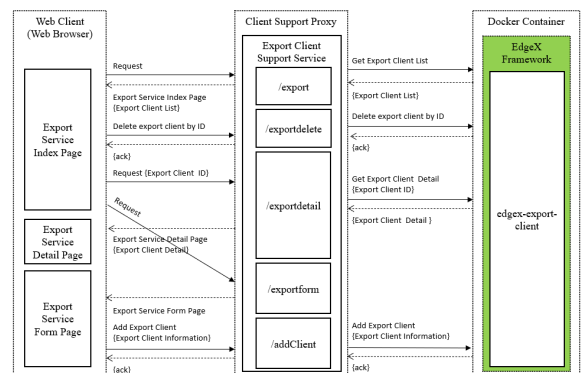 Web Client
(Web Browser)
Client Support Proxy
Docker Container
Export Client
Support Service
EdgeX
Framework
Request
Get Export Client List
/export
Export Service Index Page
{Export Client List}
{Export Client List}
Delete export client by ID
Delete export client by ID
/exportdelete
Export
Service
Index Page
{ack}
{ack}
Request {Export Client ID}
Get Export Client Detail
{Export Client ID}
/exportdetail
Request
{Export Client Detail }
edgex-export-
client
Export
Service
Detail Page
Export Service Detail Page
{Export Client Detail}
/exportform
Export
Service
Form Page
Export Service Form Page
Add Export Client
{Export Client Information}
/addClient
Add Export Client
{Export Client Information}
{ack}
{ack}